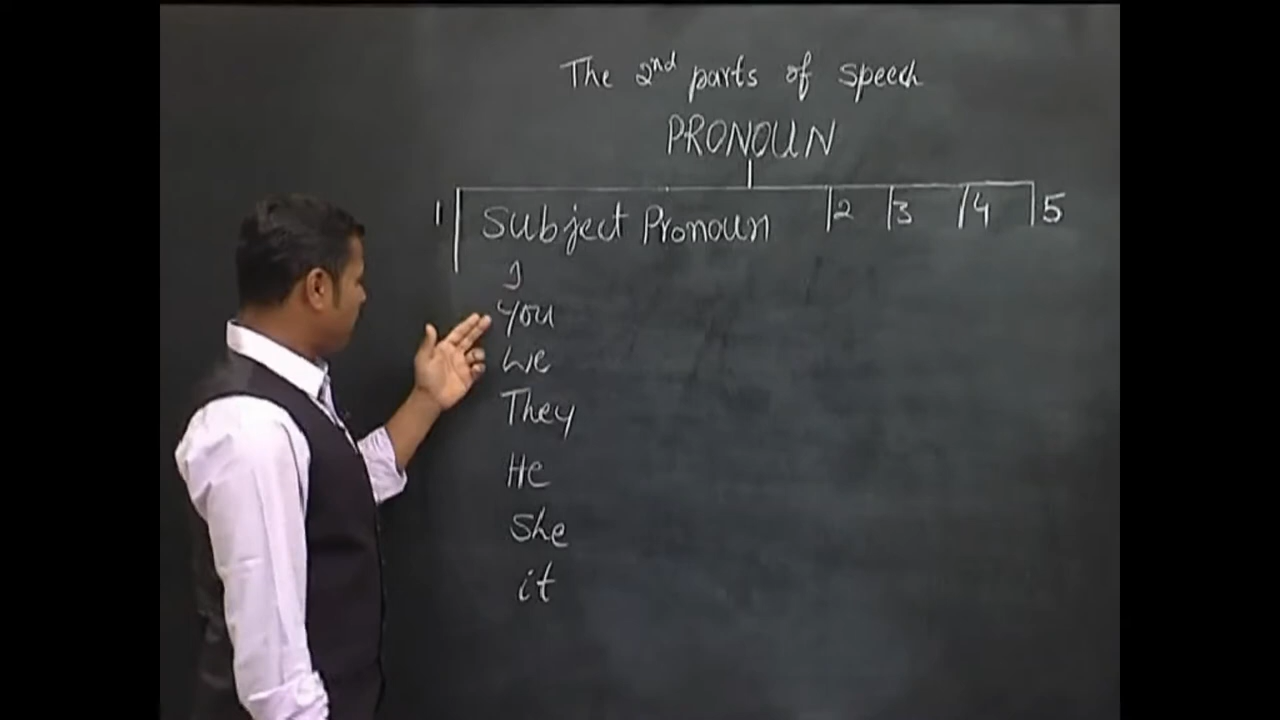 The 2nd parts of speech
PRONOUN
1 Subject Pronoun 2 3 4 5
I
You
We
They
He
She
it